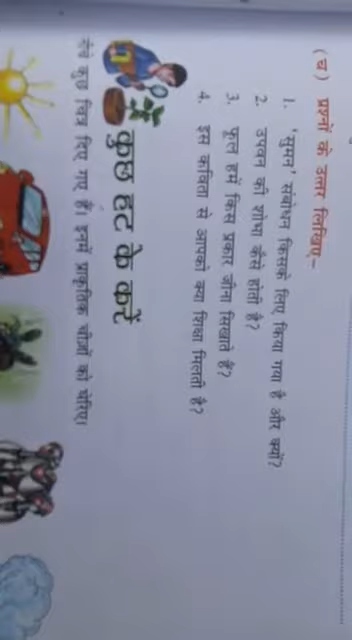 (च) प्रश्नों के उत्तर लिखिए-
1. 'सुमन' संबोधन किसके लिए किया गया है और क्यों?
2. उपवन की शोभा कैसे होती है?
3. फूल हमें किस प्रकार जीना सिखाते हैं?
4. इस कविता से आपको क्या शिक्षा मिलती है?
कुछ हट के करें
नीचे कुछ चित्र दिए गए हैं। इनमें प्राकृतिक चीज़ों को घेरिए।